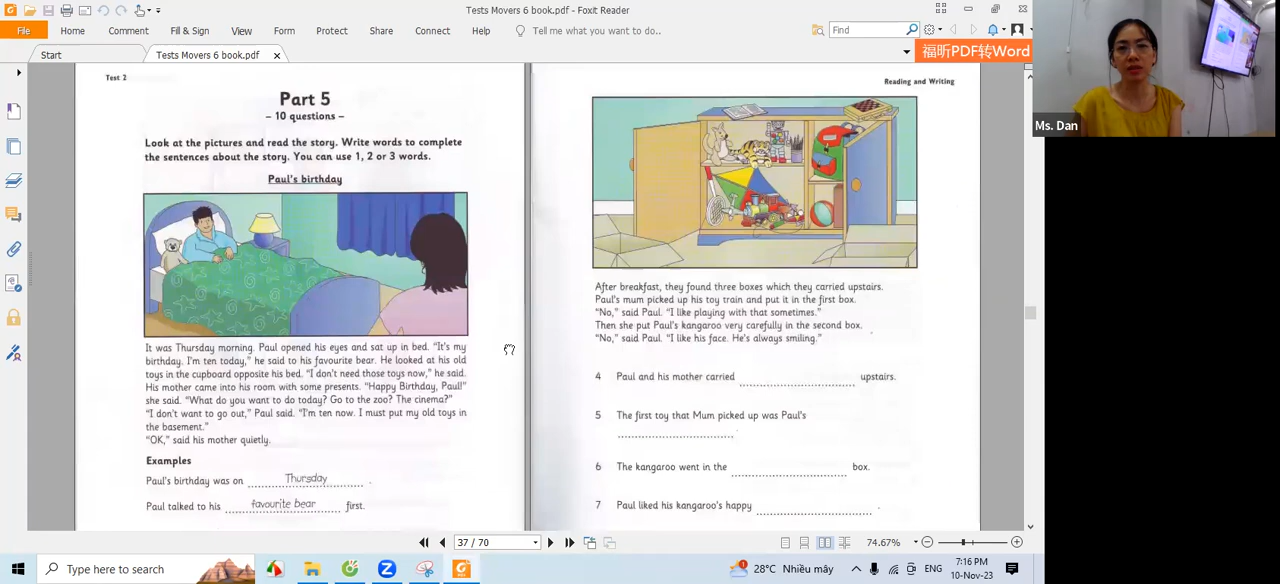 Tests Movers 6 book.pdf - Foxit Reader
File
Home
Comment
Fill & Sign
View
Form
Protect
Share
Connect
Help
Tell me what you want to do..
Find
Start
Tests Movers 6 book.pdf
福昕PDF转Word
Ms. Dan
Test 2
Part 5
– 10 questions –
Look at the pictures and read the story. Write words to complete
the sentences about the story. You can use 1, 2 or 3 words.
Paul's birthday
It was Thursday morning. Paul opened his eyes and sat up in bed. "It's my
birthday. I'm ten today," he said to his favourite bear. He looked at his old
toys in the cupboard opposite his bed. "I don't need those toys now," he said.
His mother came into his room with some presents. "Happy Birthday, Paul!"
she said. "What do you want to do today? Go to the zoo? The cinema?"
"I don't want to go out," Paul said. "I'm ten now. I must put my old toys in
the basement."
"OK," said his mother quietly.
Examples
Paul's birthday was on Thursday .
Paul talked to his favourite bear first.
Reading and Writing
After breakfast, they found three boxes which they carried upstairs.
Paul's mum picked up his toy train and put it in the first box.
"No," said Paul. "I like playing with that sometimes."
Then she put Paul's kangaroo very carefully in the second box.
"No," said Paul. "I like his face. He's always smiling."
4 Paul and his mother carried ........................ upstairs.
5 The first toy that Mum picked up was Paul's
........................ .
6 The kangaroo went in the ........................ box.
7 Paul liked his kangaroo's happy ........................ .
37 / 70
74.67%
Type here to search
28°C Nhiều mây
ENG
7:16 PM
10-Nov-23